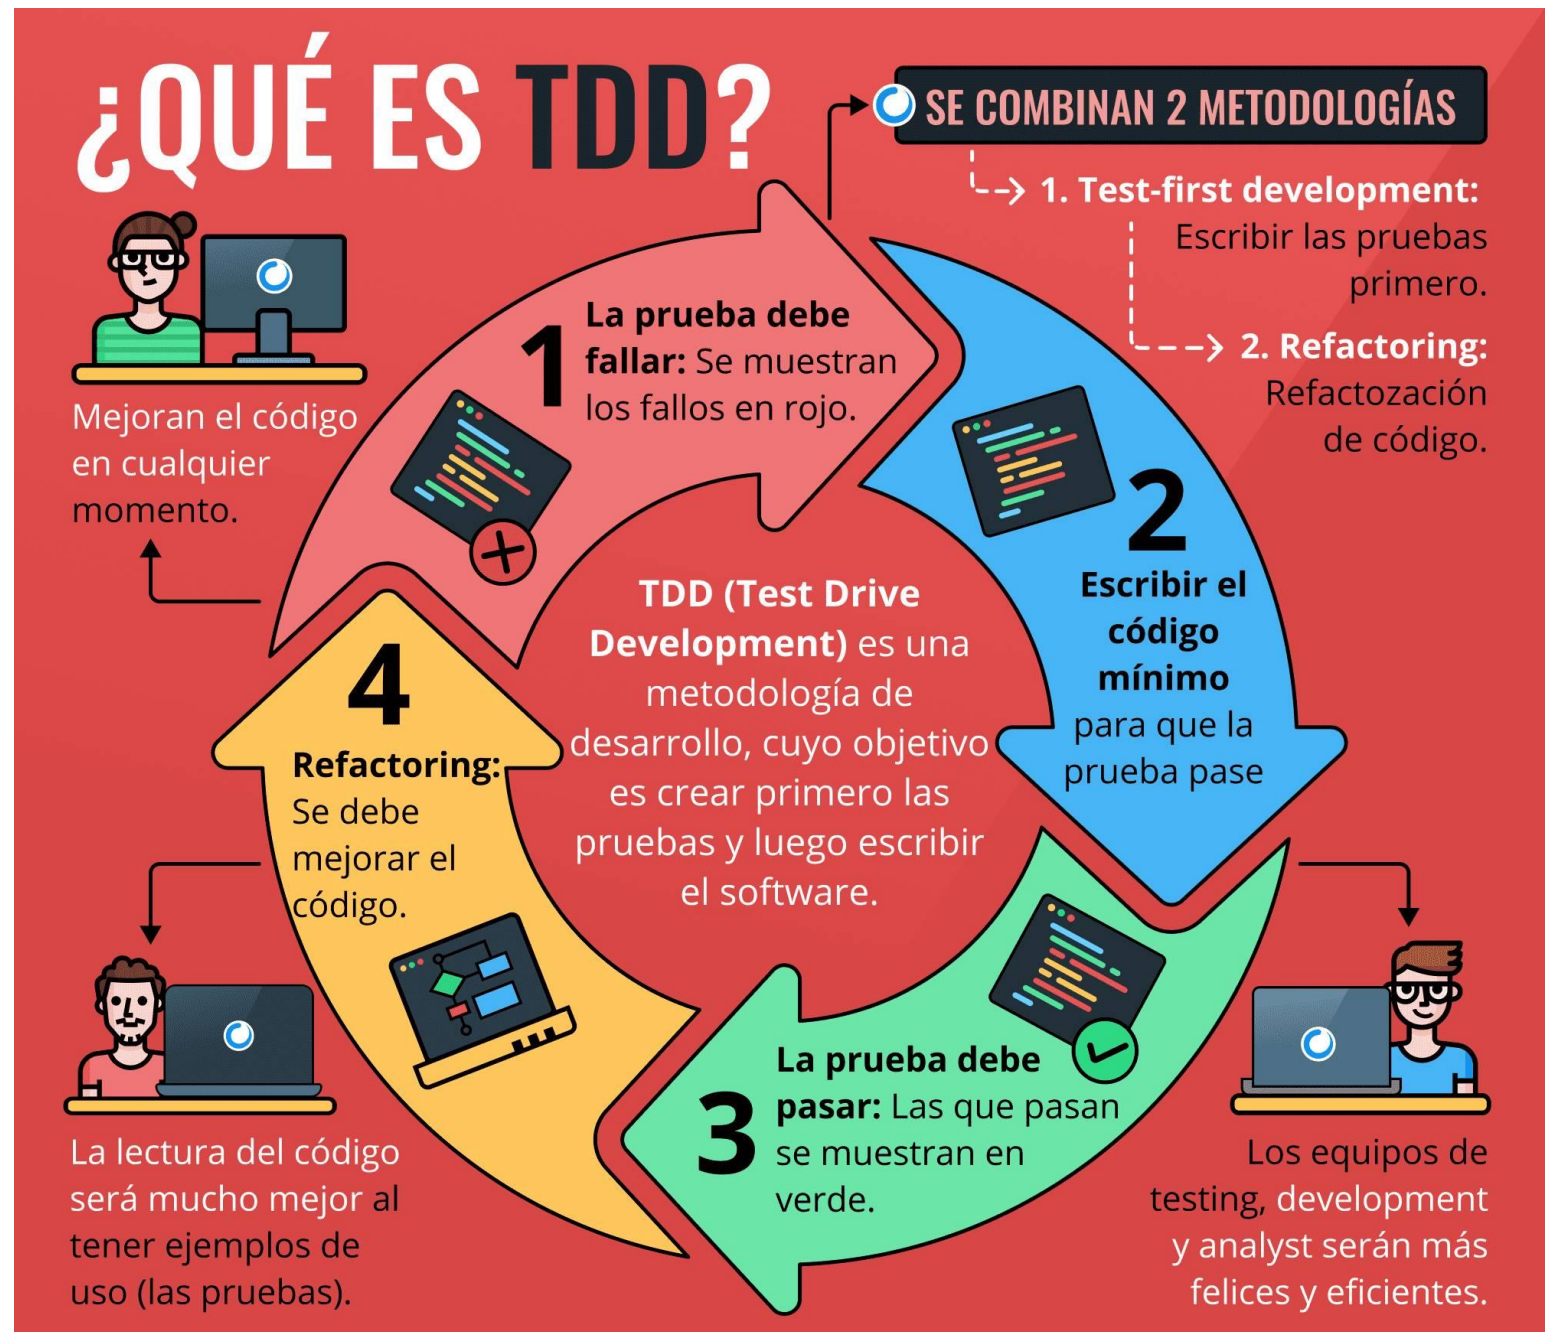 ¿QUÉ ES TDD?
SE COMBINAN 2 METODOLOGÍAS
1. Test-first development:
Escribir las pruebas
primero.
2. Refactoring:
Refactozación
de código.
1
La prueba debe
fallar: Se muestran
los fallos en rojo.
2
Escribir el
código
mínimo
para que la
prueba pase
3
La prueba debe
pasar: Las que pasan
se muestran en
verde.
4
Refactoring:
Se debe
mejorar el
código.
TDD (Test Drive
Development) es una
metodología de
desarrollo, cuyo objetivo
es crear primero las
pruebas y luego escribir
el software.
Mejoran el código
en cualquier
momento.
La lectura del código
será mucho mejor al
tener ejemplos de
uso (las pruebas).
Los equipos de
testing, development
y analyst serán más
felices y eficientes.